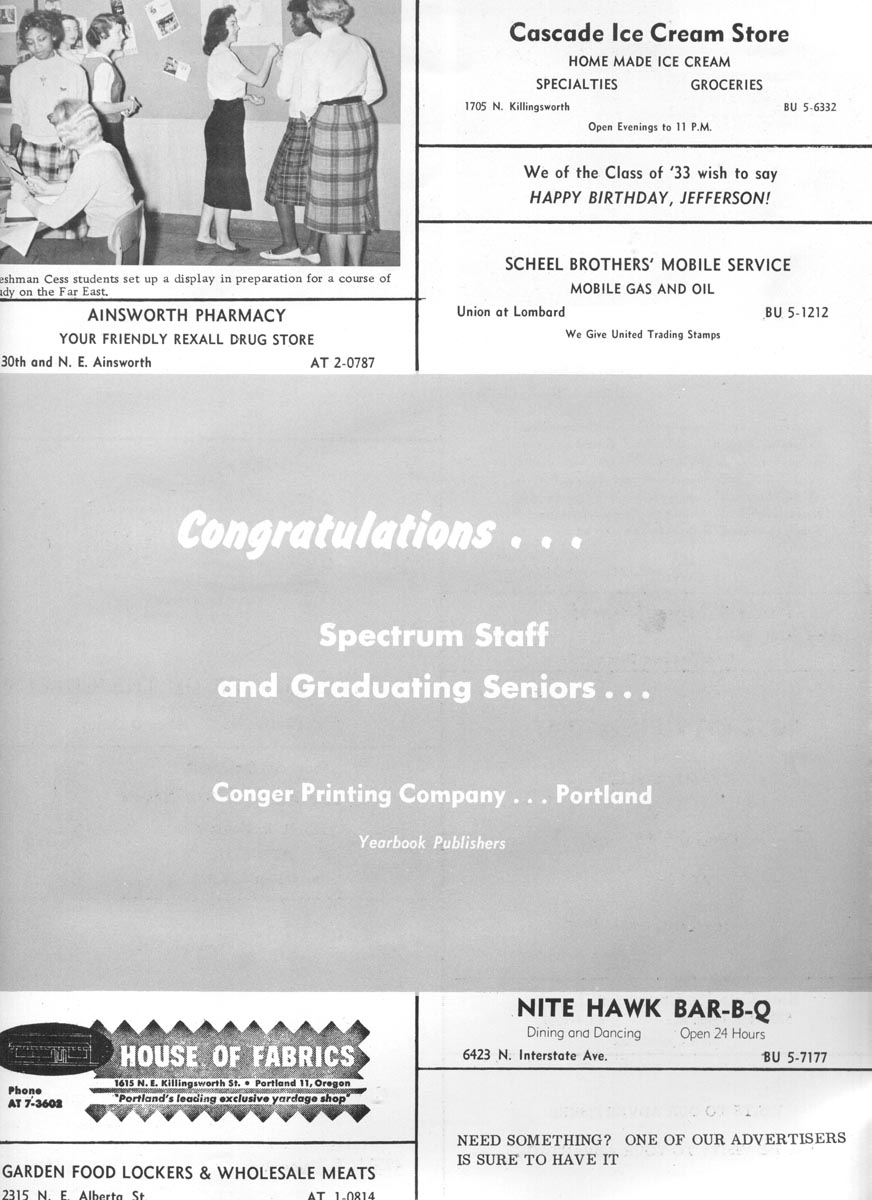 eshman Cess students set up a display in preparation for a course of
udy on the Far East.
AINSWORTH PHARMACY
YOUR FRIENDLY REXALL DRUG STORE
30th and N. E. Ainsworth AT 2-0787
Cascade Ice Cream Store
HOME MADE ICE CREAM
SPECIALTIES GROCERIES
1705 N. Killingsworth BU 5-6332
Open Evenings to 11 P.M.
We of the Class of '33 wish to say
HAPPY BIRTHDAY, JEFFERSON!
SCHEEL BROTHERS' MOBILE SERVICE
MOBILE GAS AND OIL
Union at Lombard BU 5-1212
We Give United Trading Stamps
Congratulations . . .
Spectrum Staff
and Graduating Seniors . . .
Conger Printing Company . . . Portland
Yearbook Publishers
HOUSE OF FABRICS
1615 N. E. Killingsworth St. • Portland 11, Oregon
"Portland's leading exclusive yardage shop"
Phone
AT 7-3602
GARDEN FOOD LOCKERS & WHOLESALE MEATS
2315 N. E. Alberta St. AT 1-0814
NITE HAWK BAR-B-Q
Dining and Dancing Open 24 Hours
6423 N. Interstate Ave. BU 5-7177
NEED SOMETHING? ONE OF OUR ADVERTISERS
IS SURE TO HAVE IT